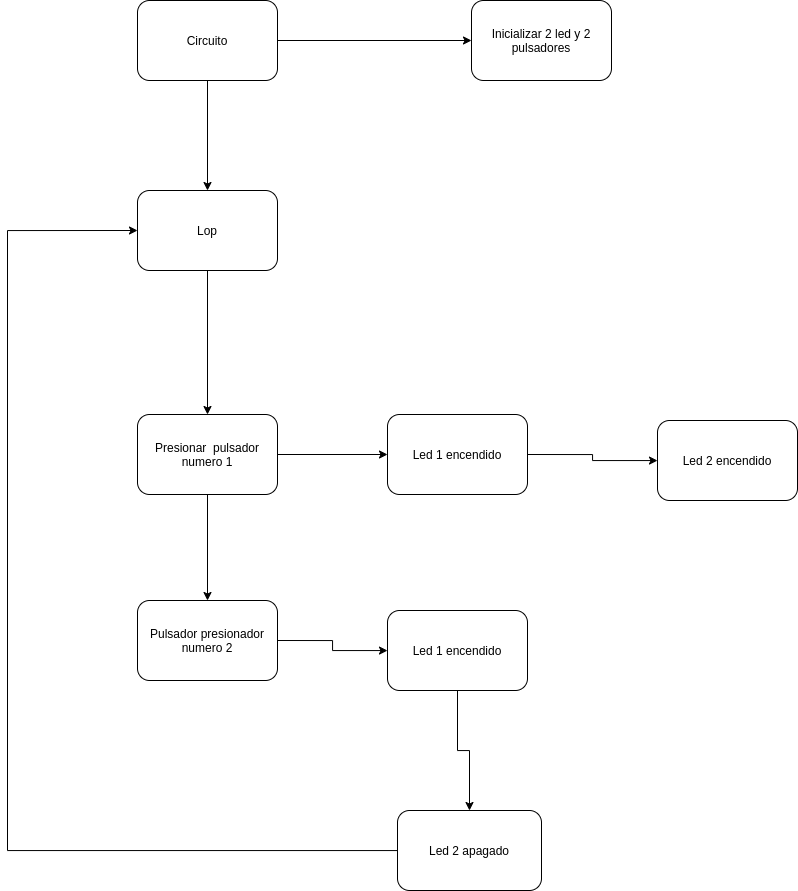 Circuito
Inicializar 2 led y 2
pulsadores
Lop
Presionar pulsador
numero 1
Led 1 encendido
Led 2 encendido
Pulsador presionador
numero 2
Led 1 encendido
Led 2 apagado